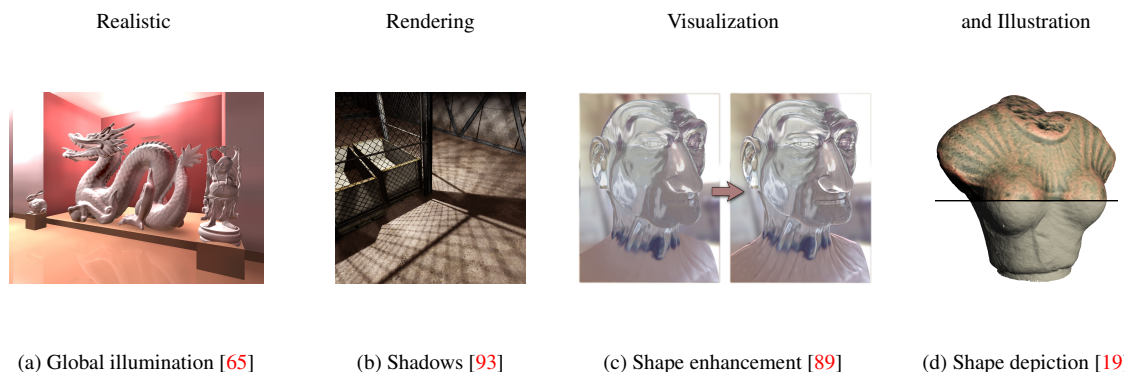 Realistic Rendering Visualization and Illustration
(a) Global illumination [65] (b) Shadows [93] (c) Shape enhancement [89] (d) Shape depiction [19